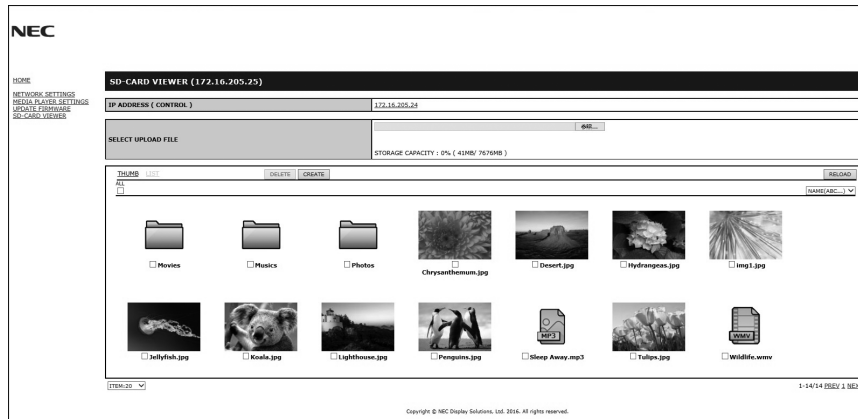 NEC
HOME
NETWORK SETTINGS
MEDIA PLAYER SETTINGS
UPDATE FIRMWARE
SD-CARD VIEWER
SD-CARD VIEWER (172.16.205.25)
IP ADDRESS ( CONTROL )
172.16.205.24
SELECT UPLOAD FILE
STORAGE CAPACITY : 0% ( 41MB/ 7676MB )
THUMB LIST DELETE CREATE RELOAD
ALL
NAME(ABC...)
Movies Musics Photos Chrysanthemum.jpg Desert.jpg Hydrangeas.jpg img1.jpg
MP3 WMV
Jellyfish.jpg Koala.jpg Lighthouse.jpg Penguins.jpg Sleep Away.mp3 Tulips.jpg Wildlife.wmv
ITEM:20
1-14/14 PREV 1
Copyright © NEC Display Solutions, Ltd. 2016. All rights reserved.